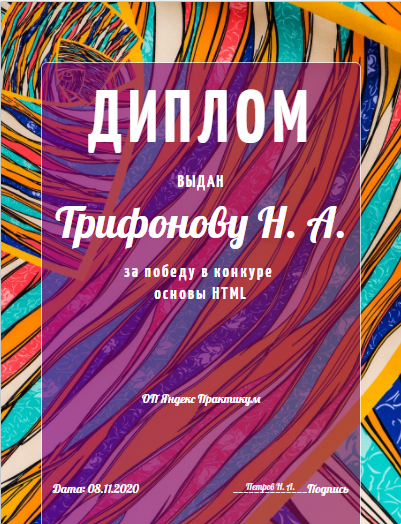 ДИПЛОМ
ВЫДАН
Трифонову Н. А.
за победу в конкуре
основы HTML
ОП Яндекс Практикум
Дата: 08.11.2020 Петров Н. А. Подпись